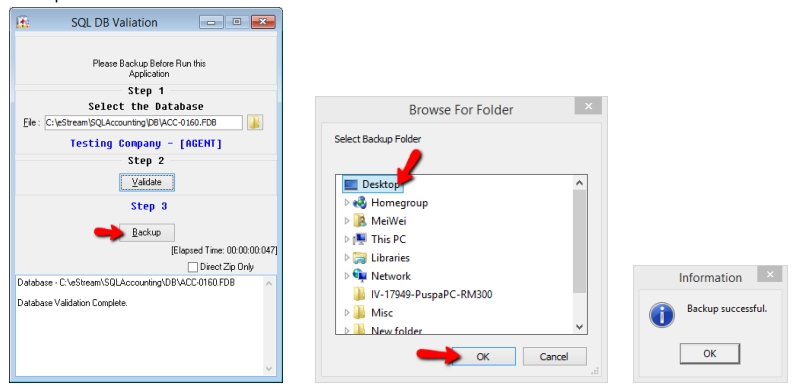 SQL DB Valiation
Please Backup Before Run this
Application
Step 1
Select the Database
File : C:\eStream\SQLAccounting\DB\ACC-0160.FDB
Testing Company - [AGENT]
Step 2
Validate
Step 3
Backup
[Elapsed Time: 00:00:00:047]
Direct Zip Only
Database - C:\eStream\SQLAccounting\DB\ACC-0160.FDB
Database Validation Complete.
Browse For Folder
Select Backup Folder
Desktop
Homegroup
MeiWei
This PC
Libraries
Network
IV-17949-PuspaPC-RM300
Misc
New folder
OK Cancel
Information
Backup successful.
OK